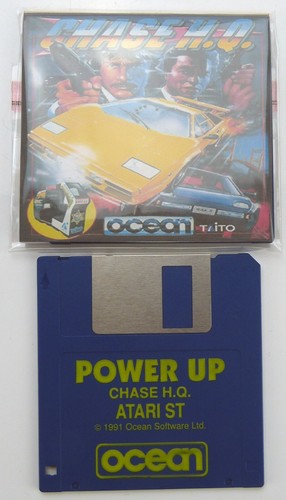 CHASE H.Q.
ocean
TAITO
POWER UP
CHASE H.Q.
ATARI ST
© 1991 Ocean Software Ltd.
ocean